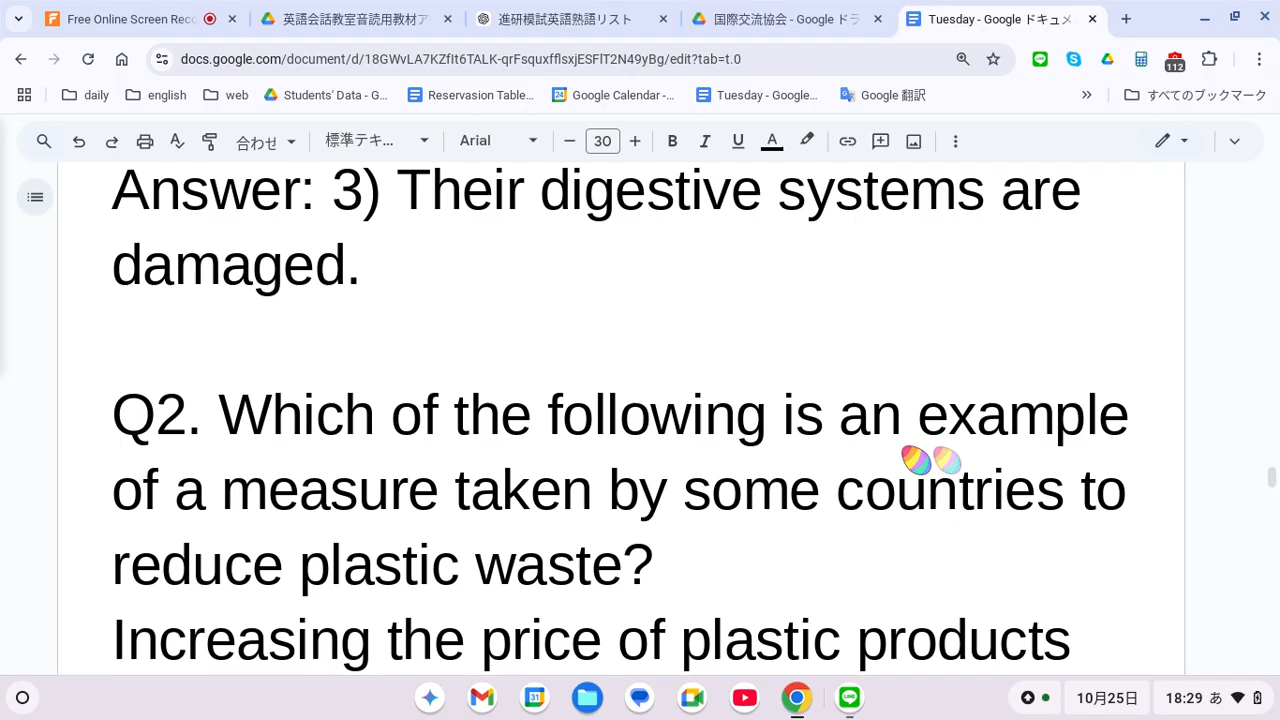 Free Online Screen Rec
英語会話教室音読用教材ア
進研模試英語熟語リスト
国際交流協会 - Google ドラ
Tuesday - Google ドキュメ
docs.google.com/document/d/
edit?tab=t.0
112
daily
english
web
Students' Data - G...
Reservasion Table...
Google Calendar -...
Tuesday - Google...
Google 翻訳
すべてのブックマーク
合わせ
標準テキ...
Arial
30
Answer: 3) Their digestive systems are
damaged.
Q2. Which of the following is an example
of a measure taken by some countries to
reduce plastic waste?
Increasing the price of plastic products
31
10月25日
18:29 あ